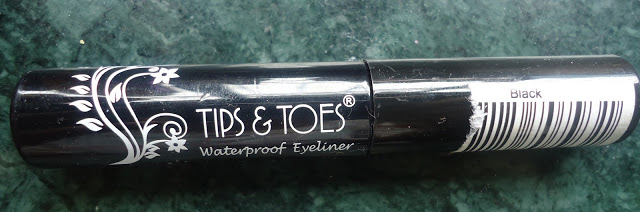 TIPS & TOES®
Waterproof Eyeliner
Black